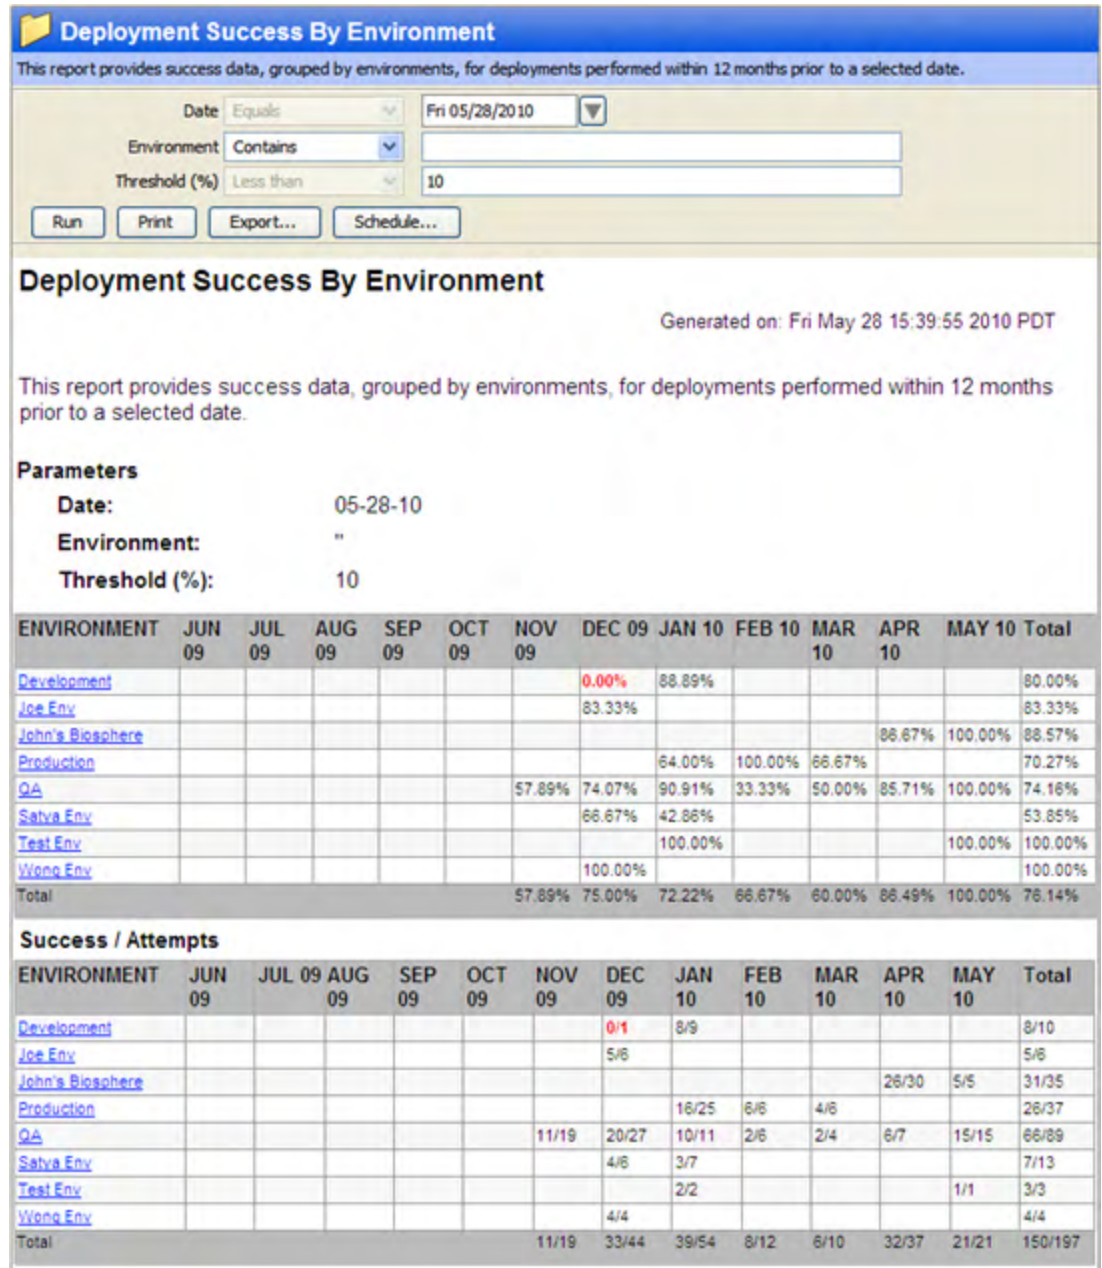 Deployment Success By Environment
This report provides success data, grouped by environments, for deployments performed within 12 months prior to a selected date.
Date Equals Fri 05/28/2010
Environment Contains
Threshold (%) Less than 10
Run Print Export... Schedule...
Deployment Success By Environment
Generated on: Fri May 28 15:39:55 2010 PDT
This report provides success data, grouped by environments, for deployments performed within 12 months
prior to a selected date.
Parameters
Date: 05-28-10
Environment: "
Threshold (%): 10
ENVIRONMENT JUN 09 JUL 09 AUG 09 SEP 09 OCT 09 NOV 09 DEC 09 JAN 10 FEB 10 MAR 10 APR 10 MAY 10 Total
Development 0.00% 88.89% 80.00%
Joe Env 83.33% 83.33%
John's Biosphere 86.67% 100.00% 88.57%
Production 64.00% 100.00% 66.67% 70.27%
QA 57.89% 74.07% 90.91% 33.33% 50.00% 85.71% 100.00% 74.16%
Satva Env 66.67% 42.86% 53.85%
Test Env 100.00% 100.00% 100.00%
Wong Env 100.00% 100.00%
Total 57.89% 75.00% 72.22% 66.67% 60.00% 86.49% 100.00% 76.14%
Success / Attempts
ENVIRONMENT JUN 09 JUL 09 AUG 09 SEP 09 OCT 09 NOV 09 DEC 09 JAN 10 FEB 10 MAR 10 APR 10 MAY 10 Total
Development 0/1 8/9 8/10
Joe Env 5/6 5/6
John's Biosphere 26/30 5/5 31/35
Production 16/25 6/6 4/6 26/37
QA 11/19 20/27 10/11 2/6 2/4 6/7 15/15 66/89
Satva Env 4/6 3/7 7/13
Test Env 2/2 1/1 3/3
Wong Env 4/4 4/4
Total 11/19 33/44 39/54 8/12 6/10 32/37 21/21 150/197